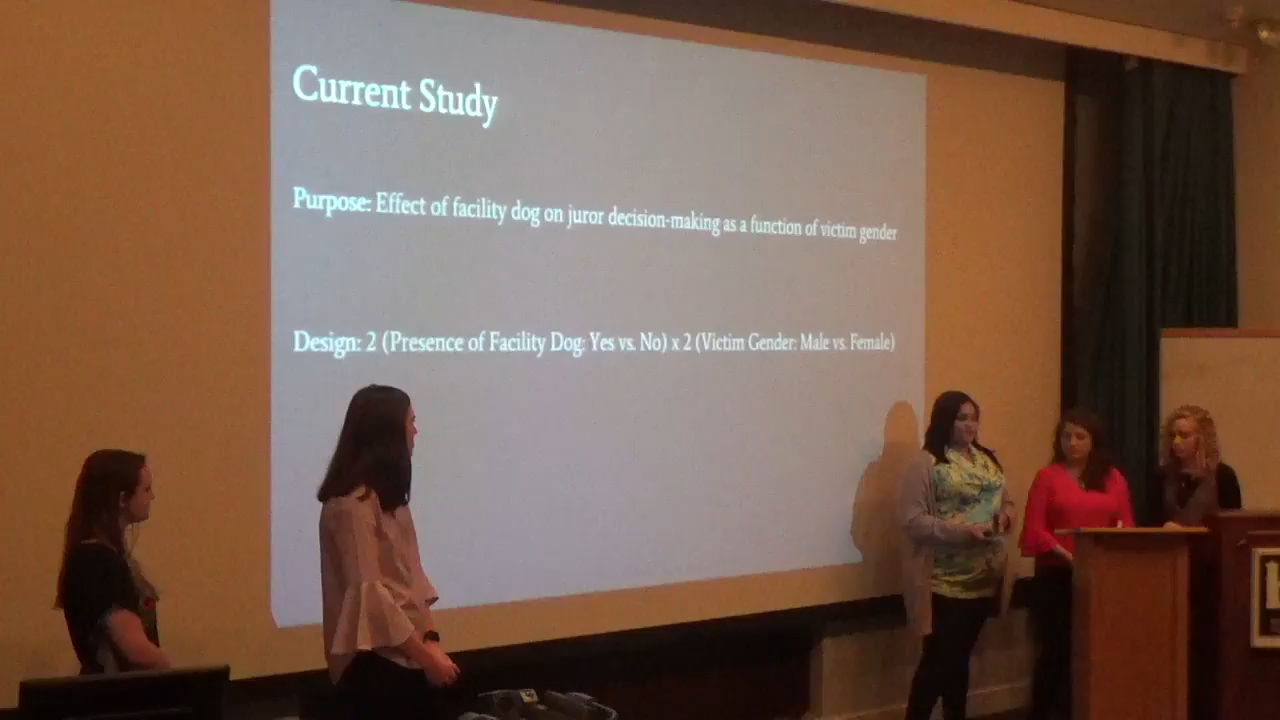 Current Study
Purpose: Effect of facility dog on juror decision-making as a function of victim gender
Design: 2 (Presence of Facility Dog: Yes vs. No) x 2 (Victim Gender: Male vs. Female)